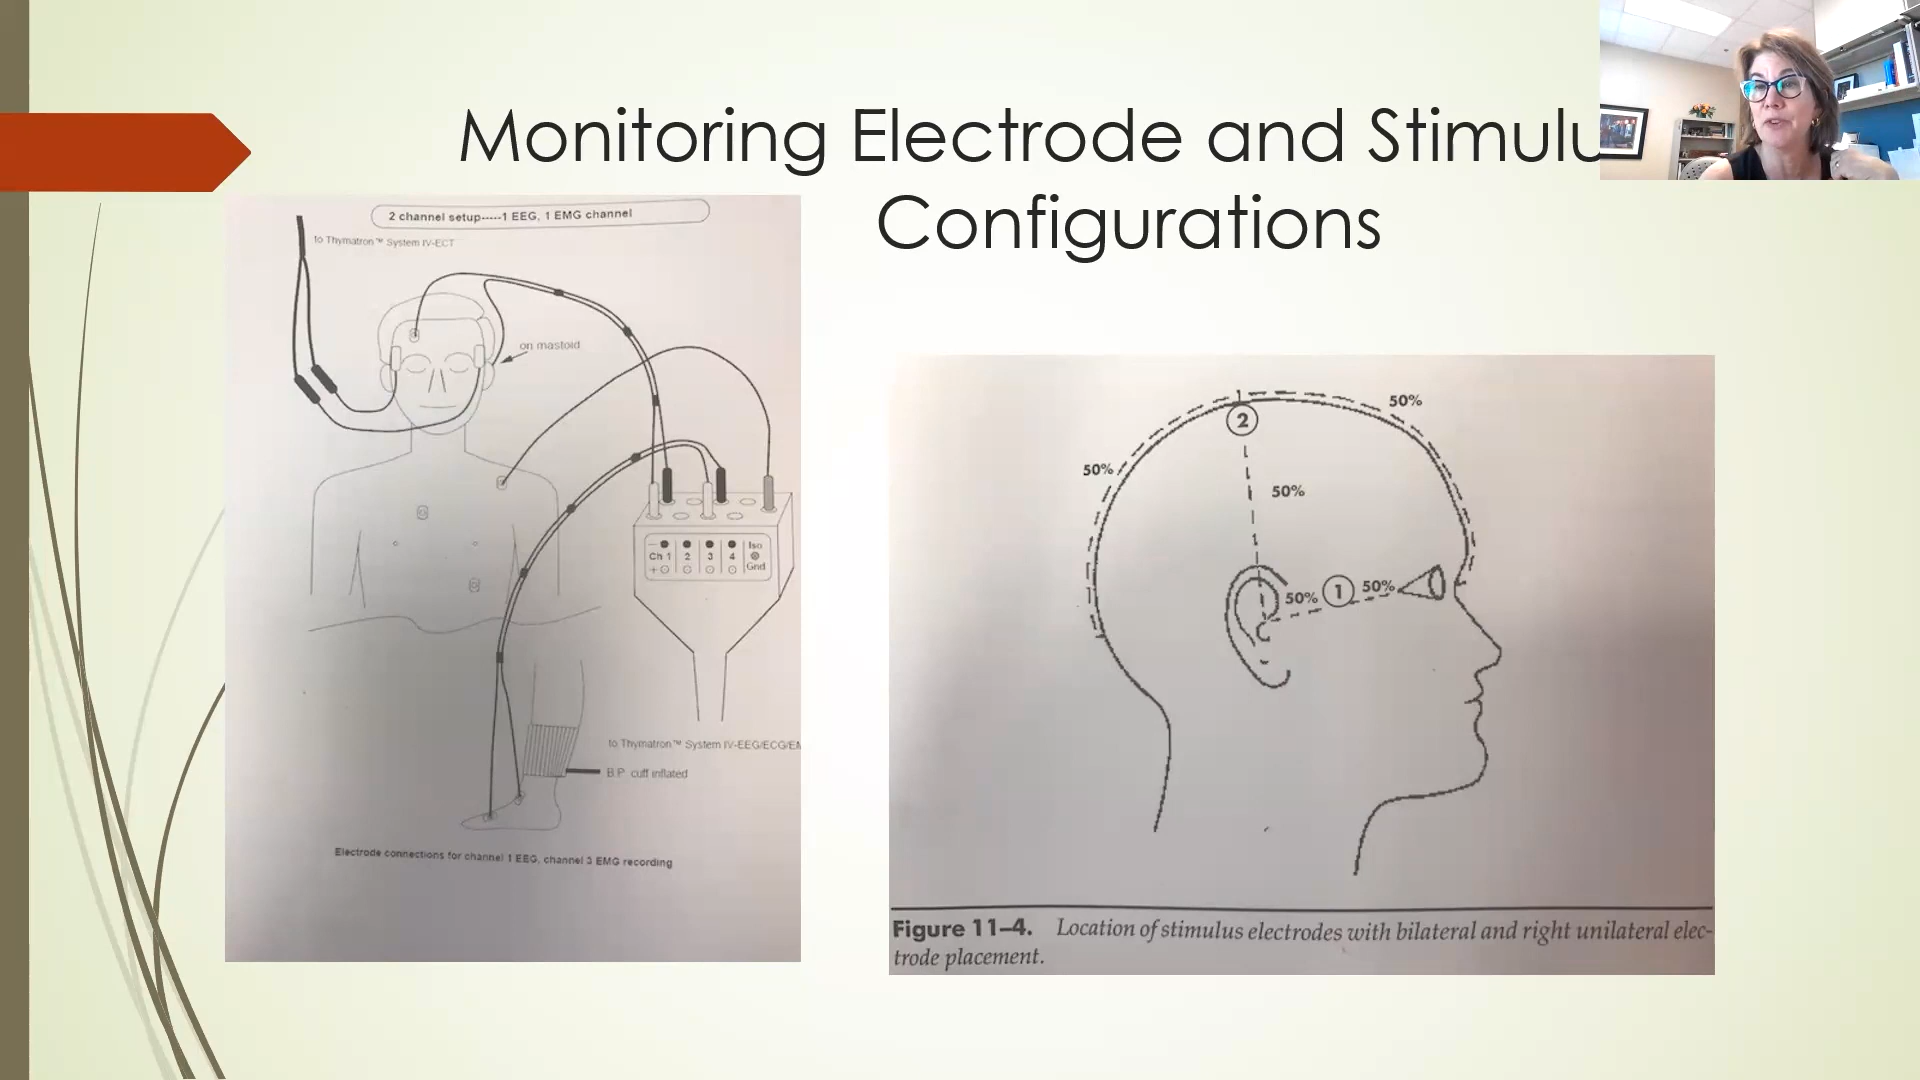 Monitoring Electrode and Stimulu
Configurations
2 channel setup-----1 EEG, 1 EMG channel
to Thymatron™ System IV-ECT
on mastoid
Iso
Ch 1 2 3 4
Gnd
to Thymatron™ System IV-EEG/ECG/EM
B.P. cuff inflated
Electrode connections for channel 1 EEG, channel 3 EMG recording
50%
2
50%
50%
50% 1 50%
Figure 11–4. Location of stimulus electrodes with bilateral and right unilateral elec-
trode placement.